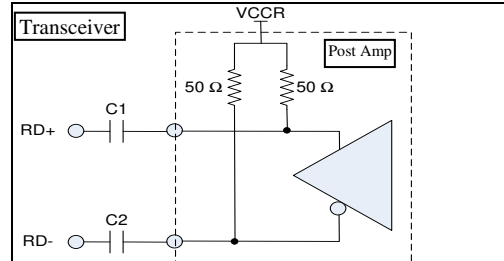 VCCR
Transceiver
Post Amp
50 Ω 50 Ω
C1
RD+
C2
RD-